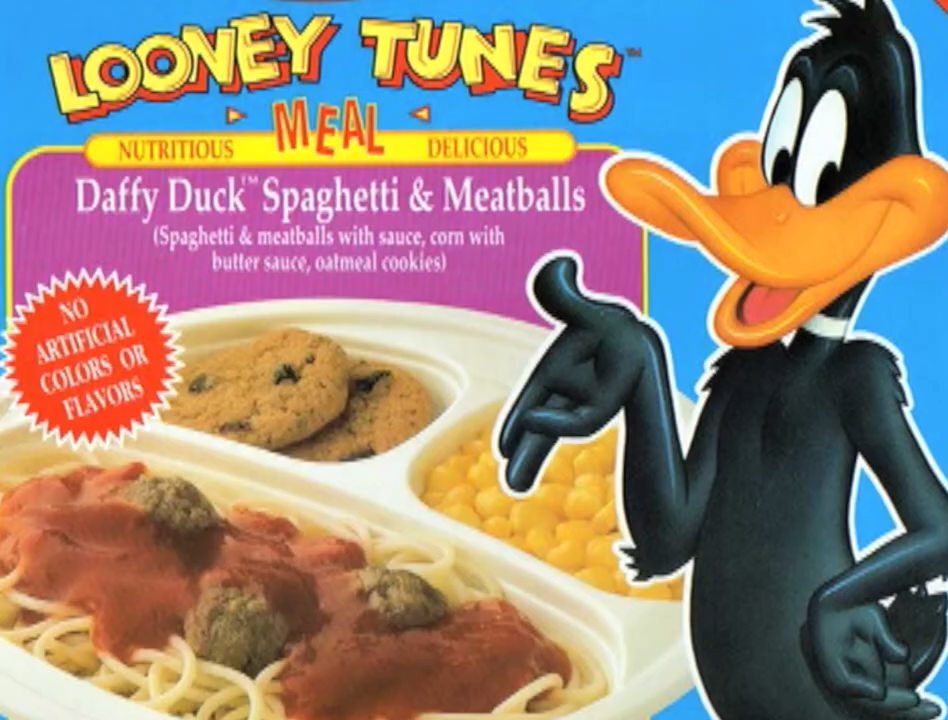 LOONEY TUNES™
MEAL
NUTRITIOUS DELICIOUS
Daffy Duck™ Spaghetti & Meatballs
(Spaghetti & meatballs with sauce, corn with
butter sauce, oatmeal cookies)
NO
ARTIFICIAL
COLORS OR
FLAVORS